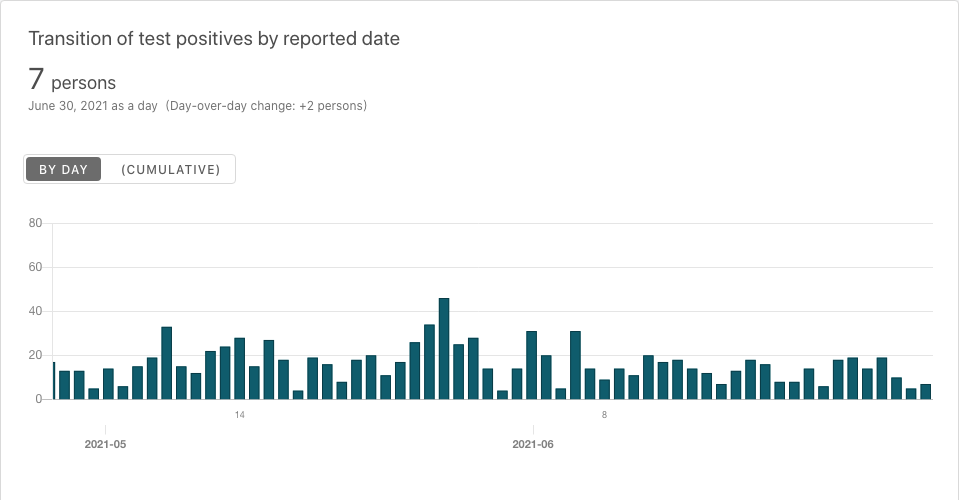 Transition of test positives by reported date
7 persons
June 30, 2021 as a day (Day-over-day change: +2 persons)
BY DAY (CUMULATIVE)
80
60
40
20
0
14 8
2021-05 2021-06